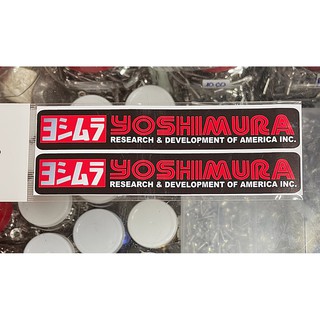 ヨシムラ YOSHIMURA
RESEARCH & DEVELOPMENT OF AMERICA INC.
ヨシムラ YOSHIMURA
RESEARCH & DEVELOPMENT OF AMERICA INC.